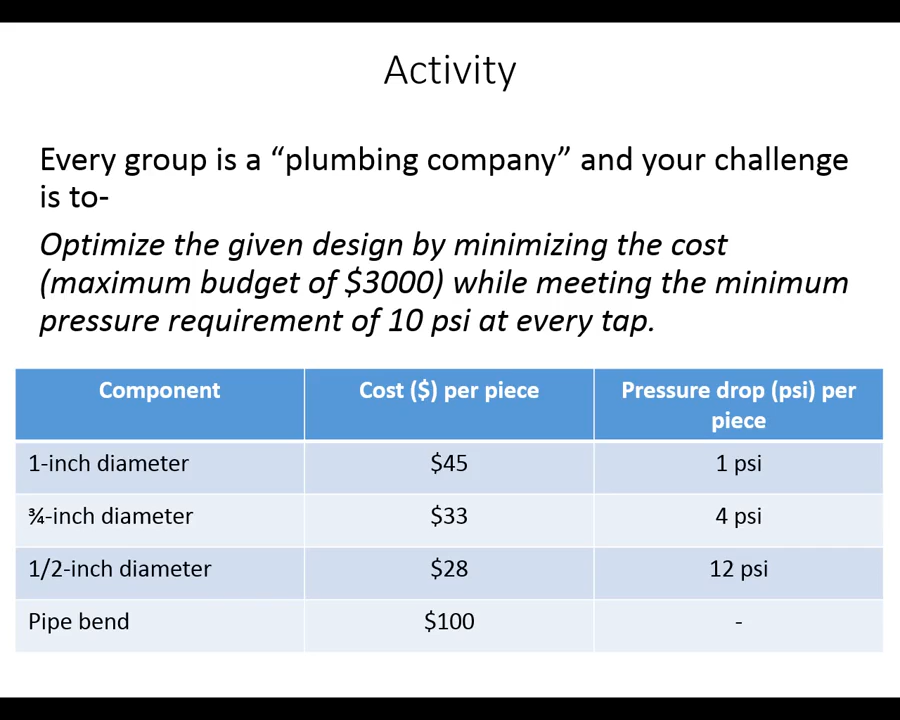 Activity
Every group is a “plumbing company” and your challenge
is to-
Optimize the given design by minimizing the cost
(maximum budget of $3000) while meeting the minimum
pressure requirement of 10 psi at every tap.
Component Cost ($) per piece Pressure drop (psi) per
piece
1-inch diameter $45 1 psi
¾-inch diameter $33 4 psi
1/2-inch diameter $28 12 psi
Pipe bend $100 -